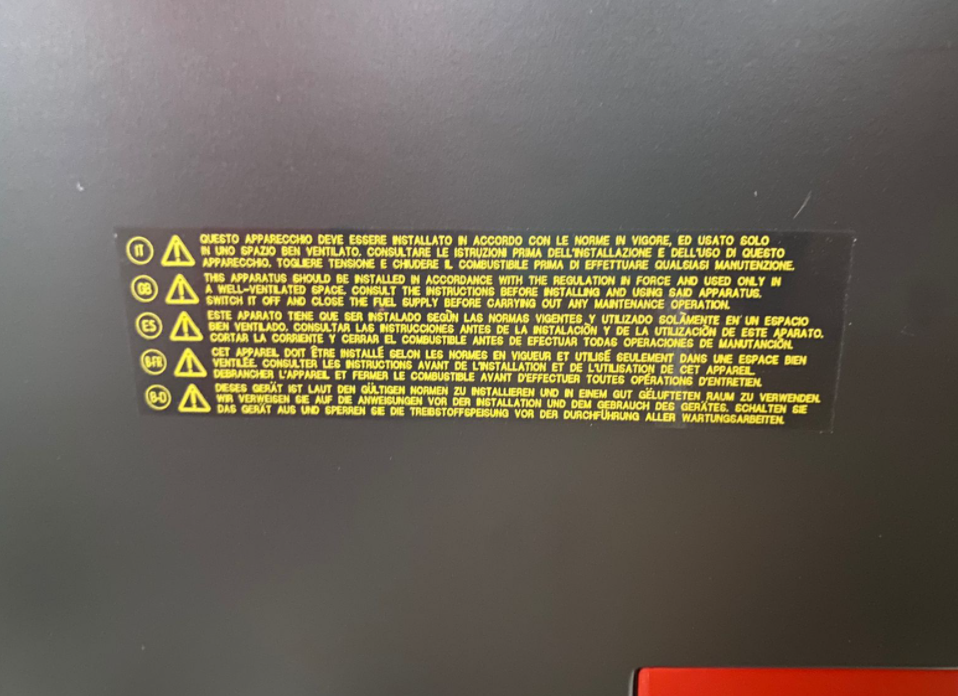 IT QUESTO APPARECCHIO DEVE ESSERE INSTALLATO IN ACCORDO CON LE NORME IN VIGORE, ED USATO SOLO
IN UNO SPAZIO BEN VENTILATO. CONSULTARE LE ISTRUZIONI PRIMA DELL'INSTALLAZIONE E DELL'USO DI QUESTO
APPARECCHIO. TOGLIERE TENSIONE E CHIUDERE IL COMBUSTIBILE PRIMA DI EFFETTUARE QUALSIASI MANUTENZIONE.
GB THIS APPARATUS SHOULD BE INSTALLED IN ACCORDANCE WITH THE REGULATION IN FORCE AND USED ONLY IN
A WELL-VENTILATED SPACE. CONSULT THE INSTRUCTIONS BEFORE INSTALLING AND USING SAID APPARATUS.
SWITCH IT OFF AND CLOSE THE FUEL SUPPLY BEFORE CARRYING OUT ANY MAINTENANCE OPERATION.
ES ESTE APARATO TIENE QUE SER INSTALADO SEGÚN LAS NORMAS VIGENTES Y UTILIZADO SOLAMENTE EN UN ESPACIO
BIEN VENTILADO. CONSULTAR LAS INSTRUCCIONES ANTES DE LA INSTALACIÓN Y DE LA UTILIZACIÓN DE ESTE APARATO.
CORTAR LA CORRIENTE Y CERRAR EL COMBUSTIBLE ANTES DE EFECTUAR TODAS OPERACIONES DE MANUTANCIÓN.
B-FR CET APPAREIL DOIT ÊTRE INSTALLÉ SELON LES NORMES EN VIGUEUR ET UTILISÉ SEULEMENT DANS UNE ESPACE BIEN
VENTILÉE. CONSULTER LES INSTRUCTIONS AVANT DE L'INSTALLATION ET DE L'UTILISATION DE CET APPAREIL.
DEBRANCHER L'APPAREIL ET FERMER LE COMBUSTIBLE AVANT D'EFFECTUER TOUTES OPÉRATIONS D'ENTRETIEN.
B-D DIESES GERÄT IST LAUT DEN GÜLTIGEN NORMEN ZU INSTALLIEREN UND IN EINEM GUT GELUFTETEN RAUM ZU VERWENDEN.
WIR VERWEISEN SIE AUF DIE ANWEISUNGEN VOR DER INSTALLATION UND DEM GEBRAUCH DES GERÄTES. SCHALTEN SIE
DAS GERÄT AUS UND SPERREN SIE DIE TREIBSTOFFSPEISUNG VOR DER DURCHFÜHRUNG ALLER WARTUNGSARBEITEN.